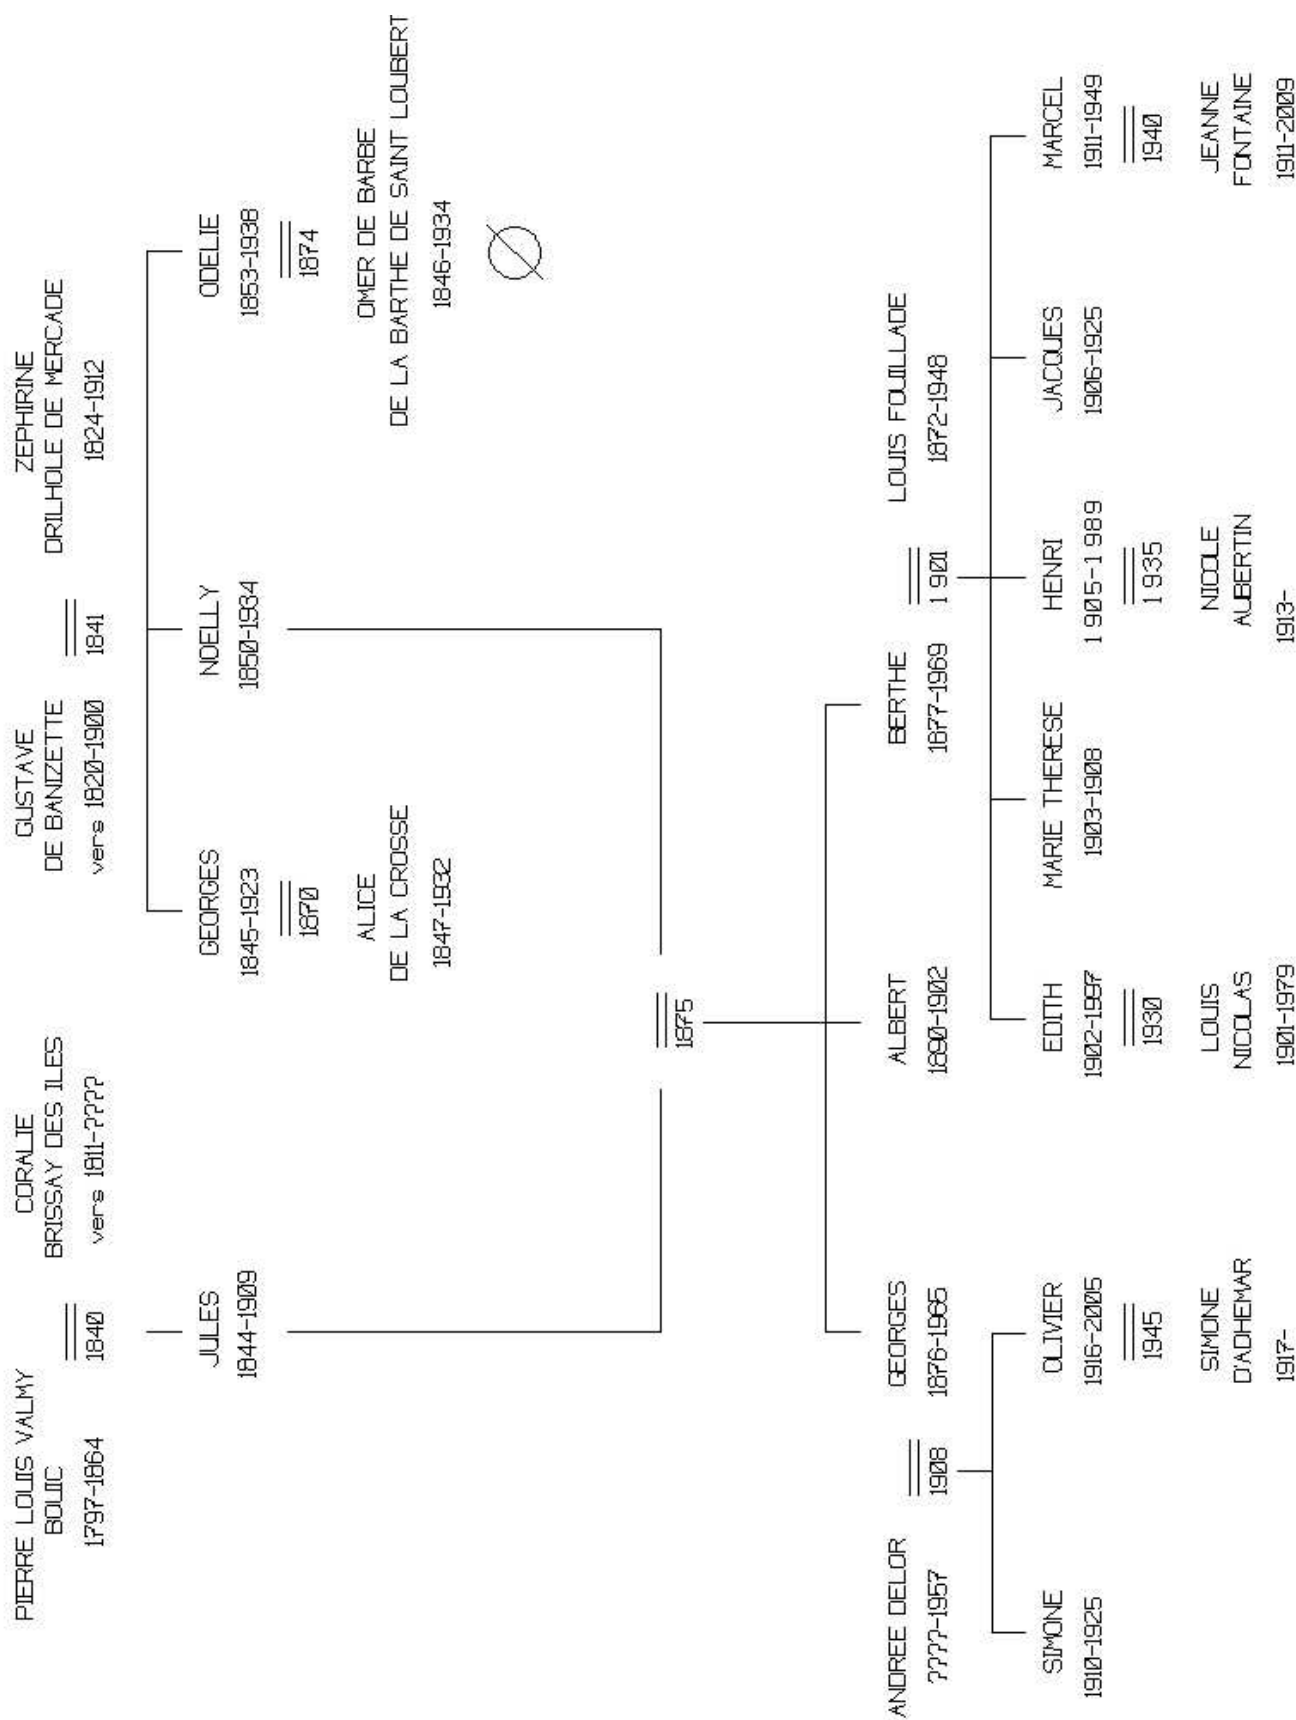 PIERRE LOUIS VALMY
BOUIC
1797-1864
1840
CORALIE
BRISSAY DES ILES
vers 1811-????
GUSTAVE
DE BANIZETTE
vers 1820-1900
1841
ZEPHIRINE
DRILHOLE DE MERCADE
1824-1912
JULES
1844-1909
GEORGES
1845-1923
1870
ALICE
DE LA CROSSE
1847-1932
NOELLY
1850-1934
ODELIE
1853-1938
1874
OMER DE BARBE
DE LA BARTHE DE SAINT LOUBERT
1846-1934
1875
ANDREE DELOR
????-1957
1908
GEORGES
1876-1965
ALBERT
1890-1902
BERTHE
1877-1969
1901
LOUIS FOUILLADE
1872-1948
SIMONE
1910-1925
OLIVIER
1916-2005
1945
SIMONE
D'ADHEMAR
1917-
EDITH
1902-1997
1930
LOUIS
NICOLAS
1901-1979
MARIE THERESE
1903-1908
HENRI
1905-1989
1935
NICOLE
AUBERTIN
1913-
JACQUES
1906-1925
MARCEL
1911-1949
1940
JEANNE
FONTAINE
1911-2009